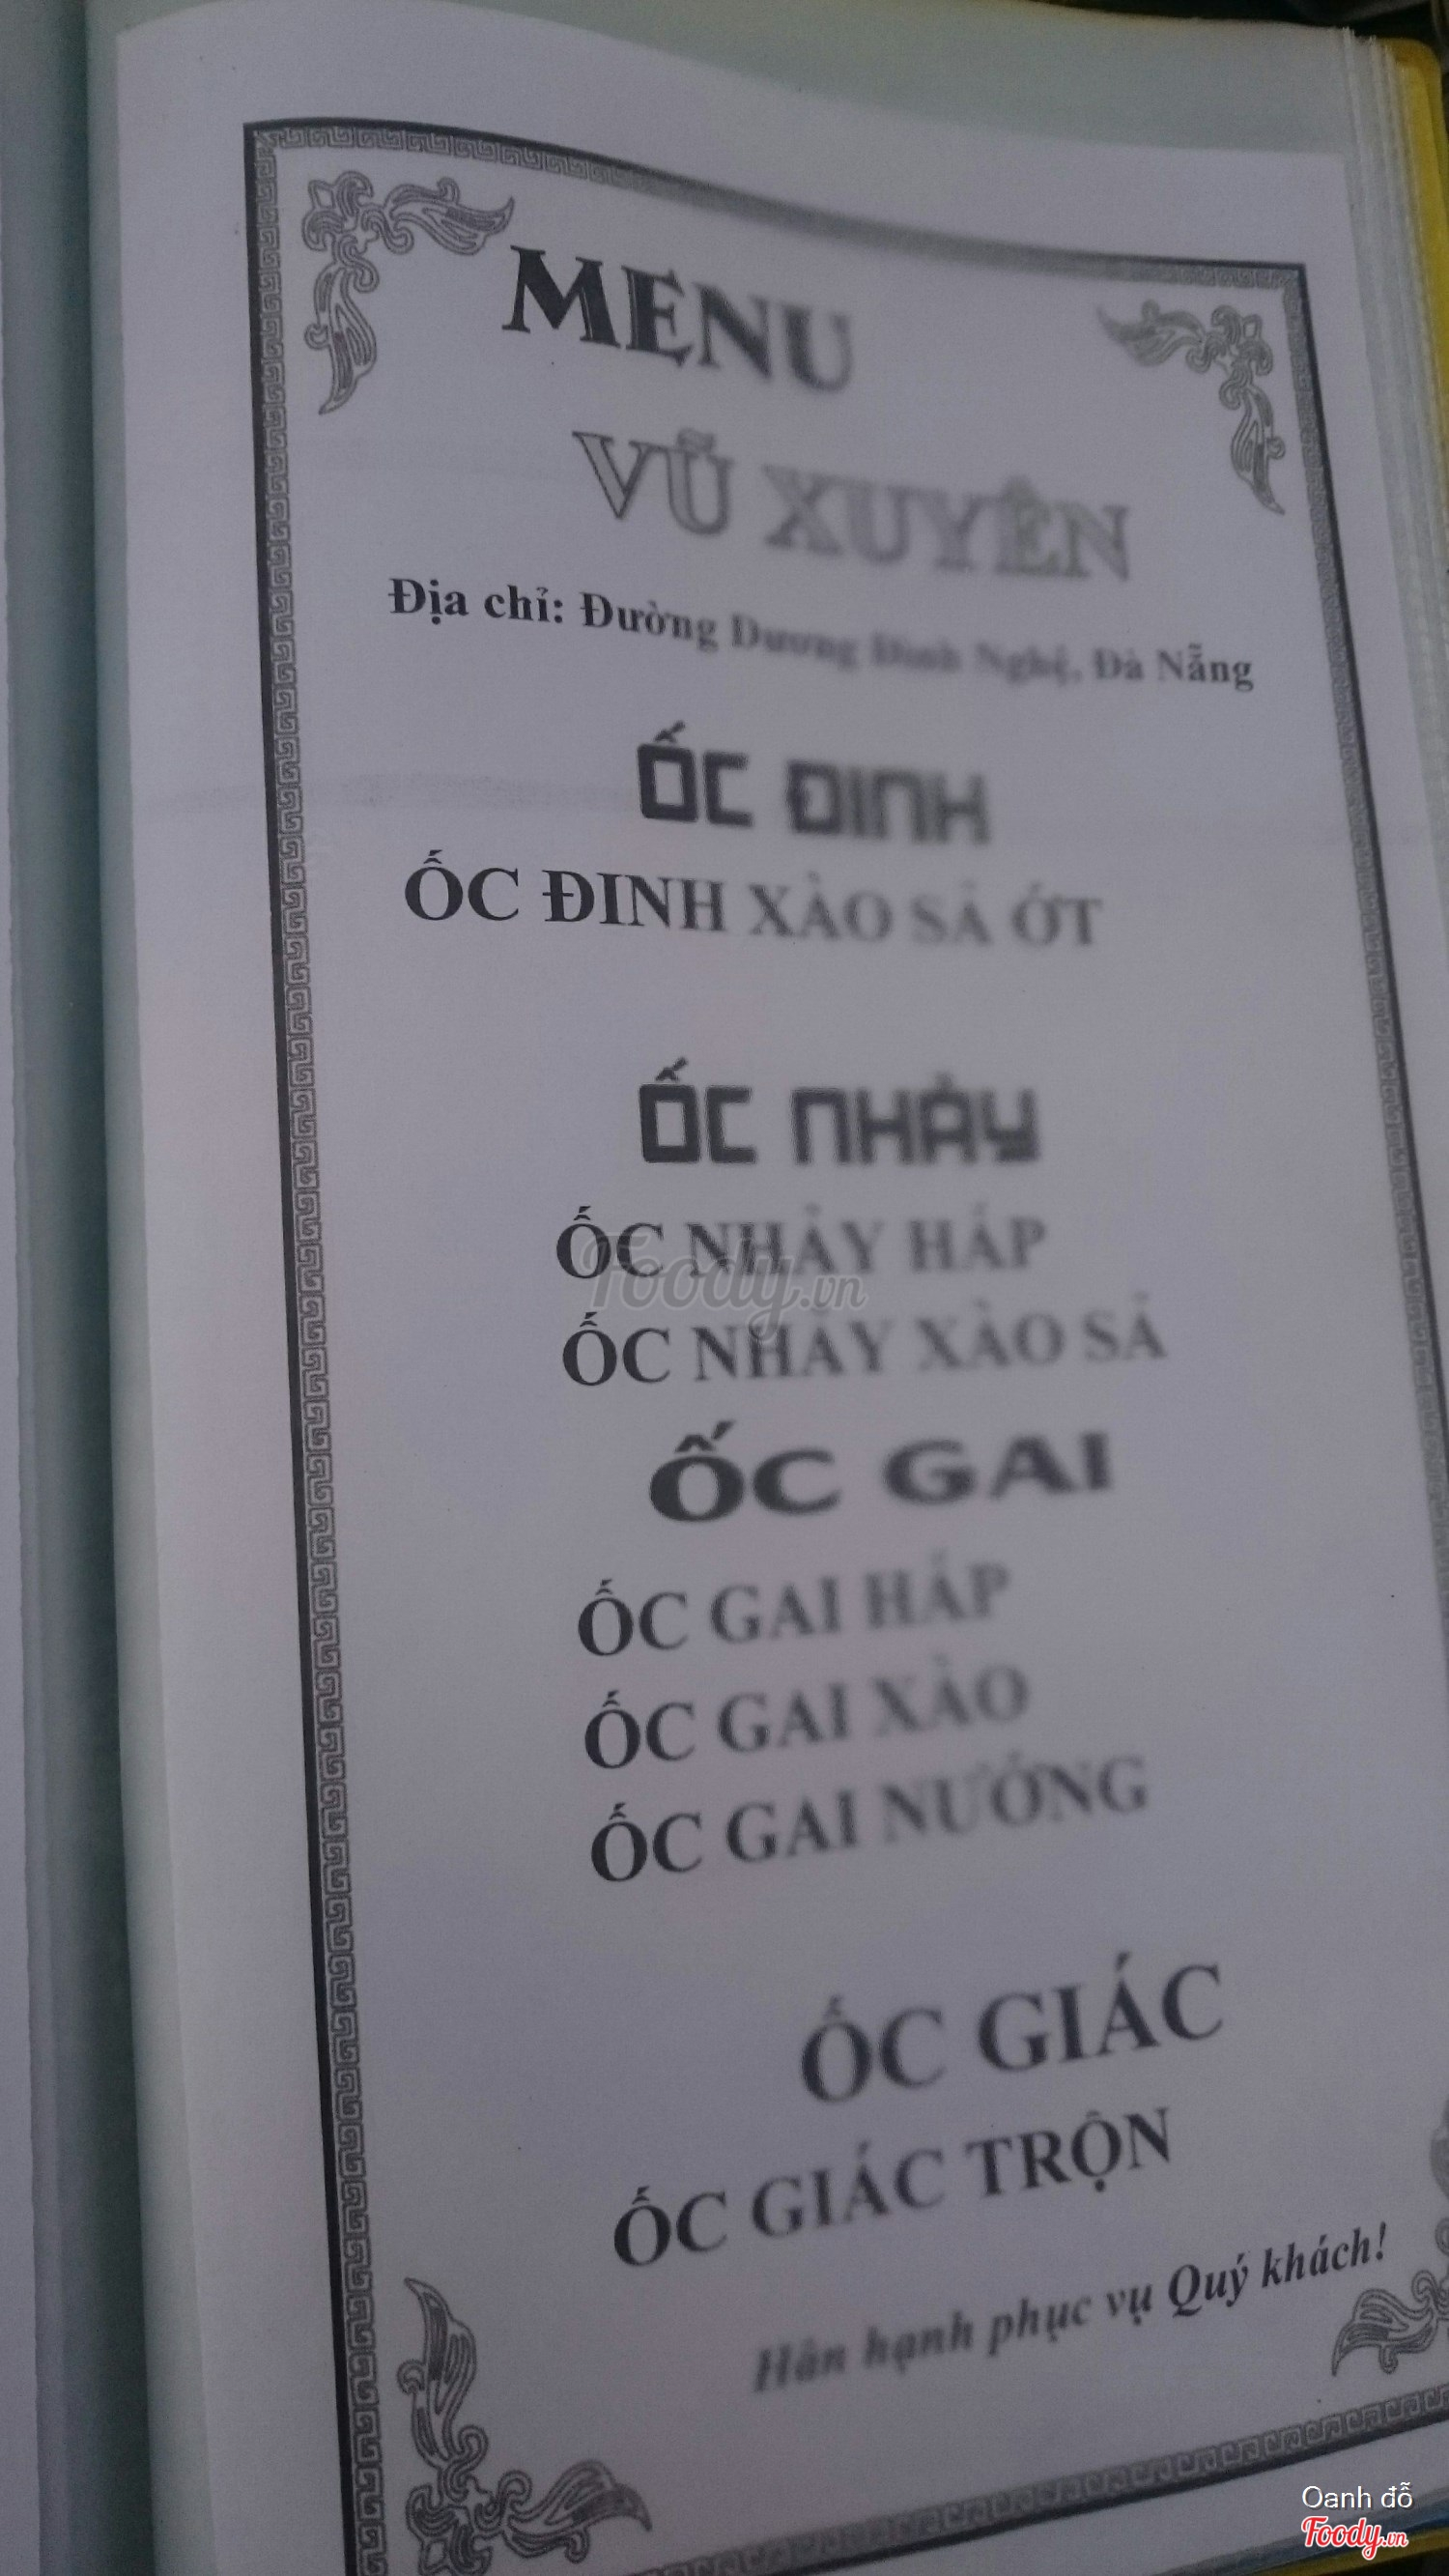 MENU
VŨ XUYÊN
Địa chỉ: Đường Dương Đình Nghệ, Đà Nẵng
ỐC ĐINH
ỐC ĐINH XÀO SẢ ỚT
ỐC NHẢY
ỐC NHẢY HẤP
Foody.vn
ỐC NHẢY XÀO SẢ
ỐC GAI
ỐC GAI HẤP
ỐC GAI XÀO
ỐC GAI NƯỚNG
ỐC GIÁC
ỐC GIÁC TRỘN
Hân hạnh phục vụ Quý khách!
Oanh đỗ
Foody.vn